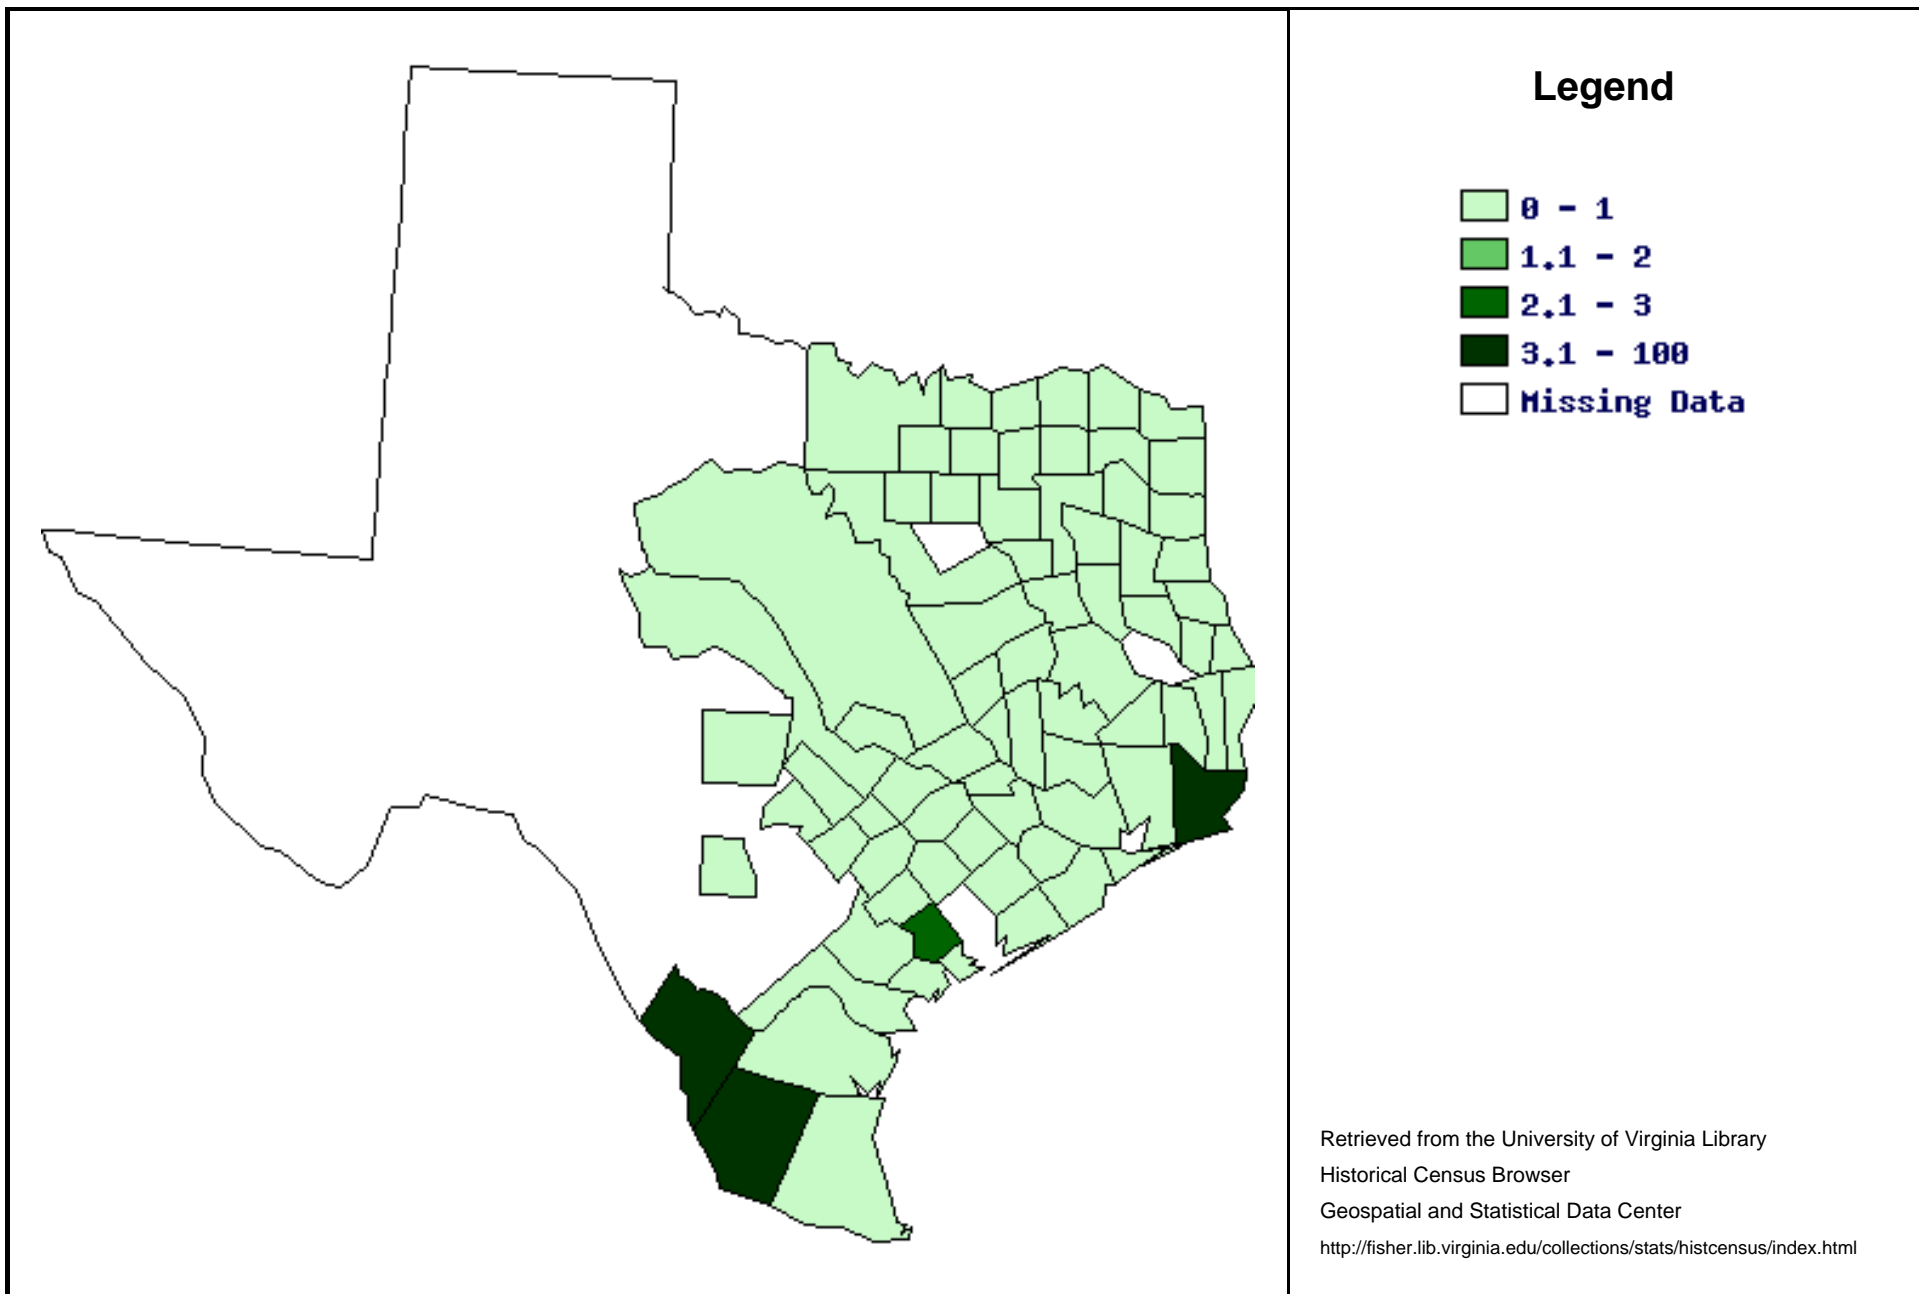 Legend
0 - 1
1.1 - 2
2.1 - 3
3.1 - 100
Missing Data
Retrieved from the University of Virginia Library
Historical Census Browser
Geospatial and Statistical Data Center
http://fisher.lib.virginia.edu/collections/stats/histcensus/index.html